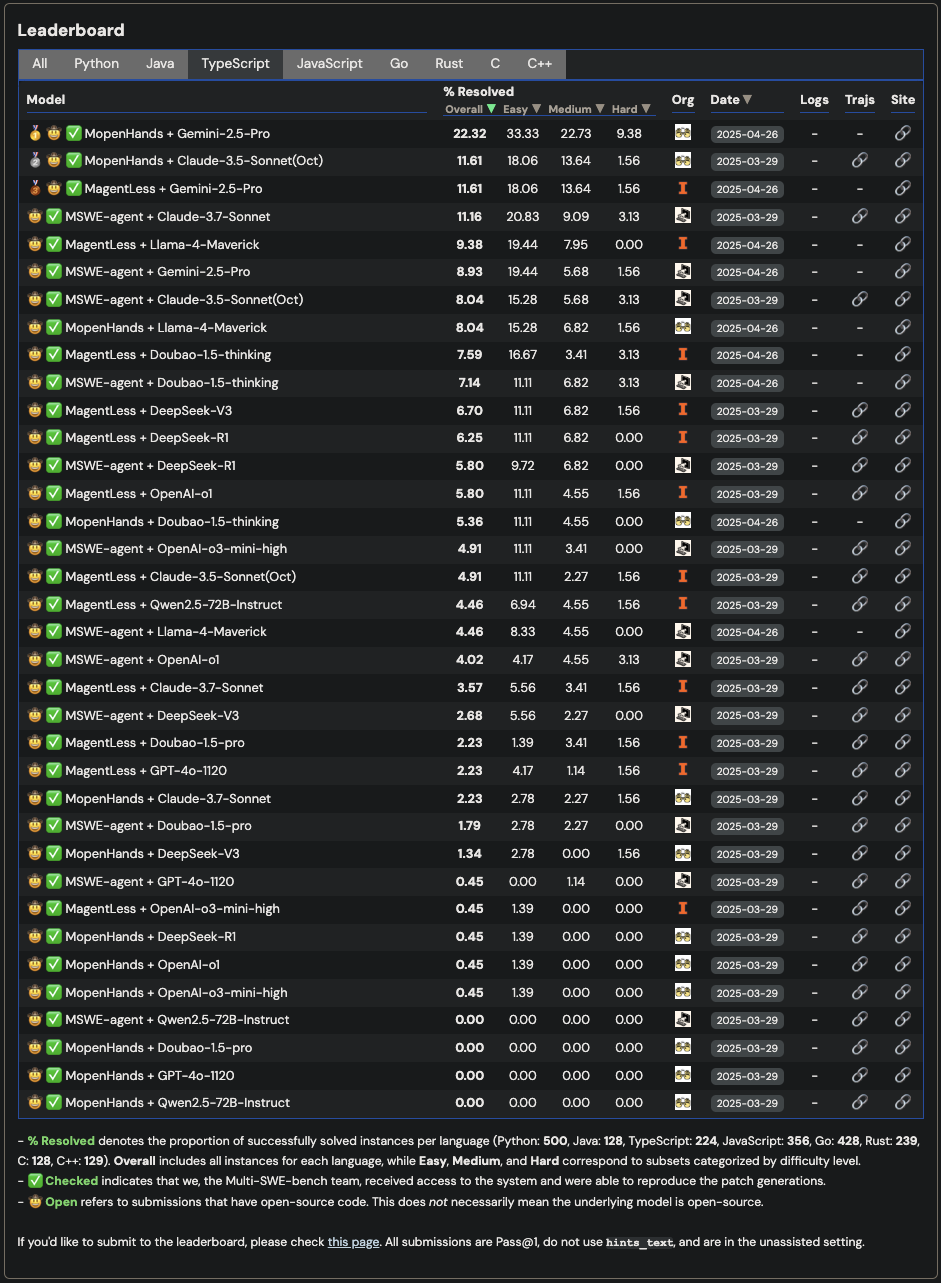 Leaderboard
All Python Java TypeScript JavaScript Go Rust C C++
% Resolved
Model Overall ▼ Easy ▼ Medium ▼ Hard ▼ Org Date▼ Logs Trajs Site
🥇 🤠 ✅ MopenHands + Gemini-2.5-Pro 22.32 33.33 22.73 9.38 2025-04-26 - - 🔗
🥈 🤠 ✅ MopenHands + Claude-3.5-Sonnet(Oct) 11.61 18.06 13.64 1.56 2025-03-29 - 🔗 🔗
🥉 🤠 ✅ MagentLess + Gemini-2.5-Pro 11.61 18.06 13.64 1.56 I 2025-04-26 - - 🔗
🤠 ✅ MSWE-agent + Claude-3.7-Sonnet 11.16 20.83 9.09 3.13 2025-03-29 - 🔗 🔗
🤠 ✅ MagentLess + Llama-4-Maverick 9.38 19.44 7.95 0.00 I 2025-04-26 - - 🔗
🤠 ✅ MSWE-agent + Gemini-2.5-Pro 8.93 19.44 5.68 1.56 2025-04-26 - - 🔗
🤠 ✅ MSWE-agent + Claude-3.5-Sonnet(Oct) 8.04 15.28 5.68 3.13 2025-03-29 - 🔗 🔗
🤠 ✅ MopenHands + Llama-4-Maverick 8.04 15.28 6.82 1.56 2025-04-26 - - 🔗
🤠 ✅ MagentLess + Doubao-1.5-thinking 7.59 16.67 3.41 3.13 I 2025-04-26 - - 🔗
🤠 ✅ MSWE-agent + Doubao-1.5-thinking 7.14 11.11 6.82 3.13 2025-04-26 - - 🔗
🤠 ✅ MagentLess + DeepSeek-V3 6.70 11.11 6.82 1.56 I 2025-03-29 - 🔗 🔗
🤠 ✅ MagentLess + DeepSeek-R1 6.25 11.11 6.82 0.00 I 2025-03-29 - 🔗 🔗
🤠 ✅ MSWE-agent + DeepSeek-R1 5.80 9.72 6.82 0.00 2025-03-29 - 🔗 🔗
🤠 ✅ MagentLess + OpenAI-o1 5.80 11.11 4.55 1.56 I 2025-03-29 - 🔗 🔗
🤠 ✅ MopenHands + Doubao-1.5-thinking 5.36 11.11 4.55 0.00 2025-04-26 - - 🔗
🤠 ✅ MSWE-agent + OpenAI-o3-mini-high 4.91 11.11 3.41 0.00 2025-03-29 - 🔗 🔗
🤠 ✅ MagentLess + Claude-3.5-Sonnet(Oct) 4.91 11.11 2.27 1.56 I 2025-03-29 - 🔗 🔗
🤠 ✅ MagentLess + Qwen2.5-72B-Instruct 4.46 6.94 4.55 1.56 I 2025-03-29 - 🔗 🔗
🤠 ✅ MSWE-agent + Llama-4-Maverick 4.46 8.33 4.55 0.00 2025-04-26 - - 🔗
🤠 ✅ MSWE-agent + OpenAI-o1 4.02 4.17 4.55 3.13 2025-03-29 - 🔗 🔗
🤠 ✅ MagentLess + Claude-3.7-Sonnet 3.57 5.56 3.41 1.56 I 2025-03-29 - 🔗 🔗
🤠 ✅ MSWE-agent + DeepSeek-V3 2.68 5.56 2.27 0.00 2025-03-29 - 🔗 🔗
🤠 ✅ MagentLess + Doubao-1.5-pro 2.23 1.39 3.41 1.56 I 2025-03-29 - 🔗 🔗
🤠 ✅ MagentLess + GPT-4o-1120 2.23 4.17 1.14 1.56 I 2025-03-29 - 🔗 🔗
🤠 ✅ MopenHands + Claude-3.7-Sonnet 2.23 2.78 2.27 1.56 2025-03-29 - 🔗 🔗
🤠 ✅ MSWE-agent + Doubao-1.5-pro 1.79 2.78 2.27 0.00 2025-03-29 - 🔗 🔗
🤠 ✅ MopenHands + DeepSeek-V3 1.34 2.78 0.00 1.56 2025-03-29 - 🔗 🔗
🤠 ✅ MSWE-agent + GPT-4o-1120 0.45 0.00 1.14 0.00 2025-03-29 - 🔗 🔗
🤠 ✅ MagentLess + OpenAI-o3-mini-high 0.45 1.39 0.00 0.00 I 2025-03-29 - 🔗 🔗
🤠 ✅ MopenHands + DeepSeek-R1 0.45 1.39 0.00 0.00 2025-03-29 - 🔗 🔗
🤠 ✅ MopenHands + OpenAI-o1 0.45 1.39 0.00 0.00 2025-03-29 - 🔗 🔗
🤠 ✅ MopenHands + OpenAI-o3-mini-high 0.45 1.39 0.00 0.00 2025-03-29 - 🔗 🔗
🤠 ✅ MSWE-agent + Qwen2.5-72B-Instruct 0.00 0.00 0.00 0.00 2025-03-29 - 🔗 🔗
🤠 ✅ MopenHands + Doubao-1.5-pro 0.00 0.00 0.00 0.00 2025-03-29 - 🔗 🔗
🤠 ✅ MopenHands + GPT-4o-1120 0.00 0.00 0.00 0.00 2025-03-29 - 🔗 🔗
🤠 ✅ MopenHands + Qwen2.5-72B-Instruct 0.00 0.00 0.00 0.00 2025-03-29 - 🔗 🔗
- % Resolved denotes the proportion of successfully solved instances per language (Python: 500, Java: 128, TypeScript: 224, JavaScript: 356, Go: 428, Rust: 239,
C: 128, C++: 129). Overall includes all instances for each language, while Easy, Medium, and Hard correspond to subsets categorized by difficulty level.
- ✅ Checked indicates that we, the Multi-SWE-bench team, received access to the system and were able to reproduce the patch generations.
- 🤠 Open refers to submissions that have open-source code. This does not necessarily mean the underlying model is open-source.
If you'd like to submit to the leaderboard, please check this page. All submissions are Pass@1, do not use hints_text, and are in the unassisted setting.